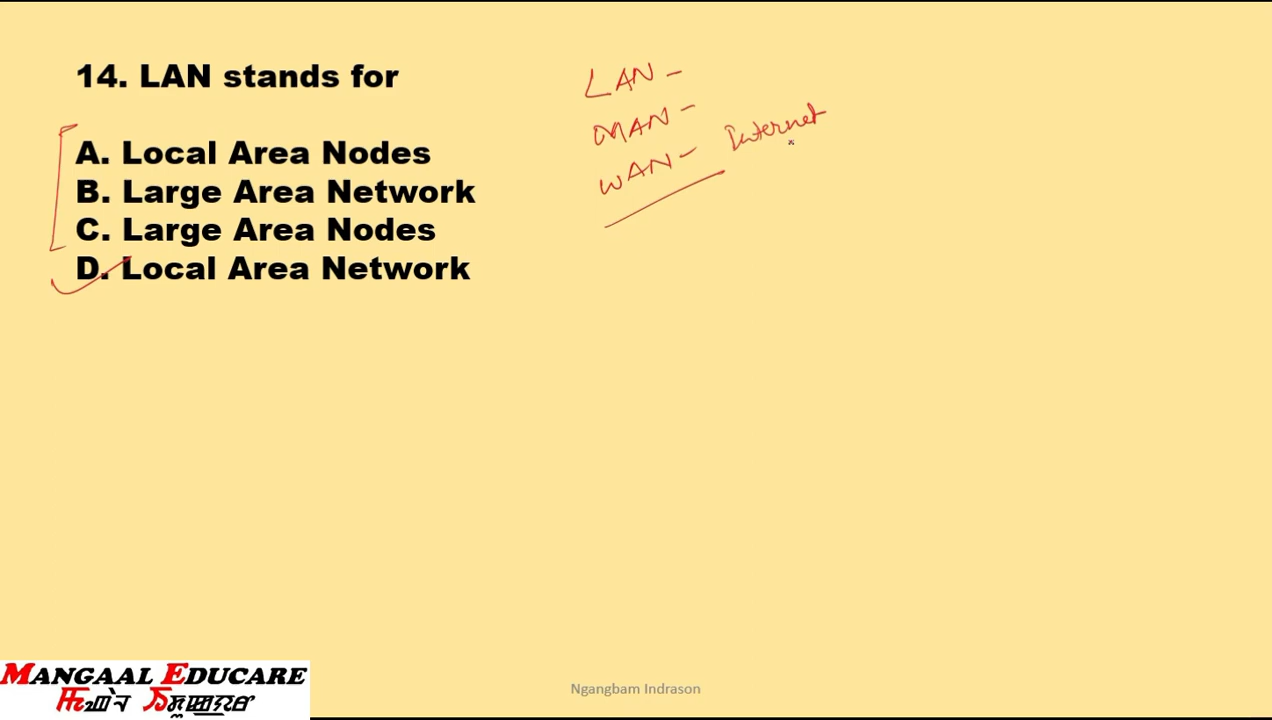 14. LAN stands for
A. Local Area Nodes
B. Large Area Network
C. Large Area Nodes
D. Local Area Network
LAN -
MAN -
WAN - Internet
MANGAAL EDUCARE
Ngangbam Indrason